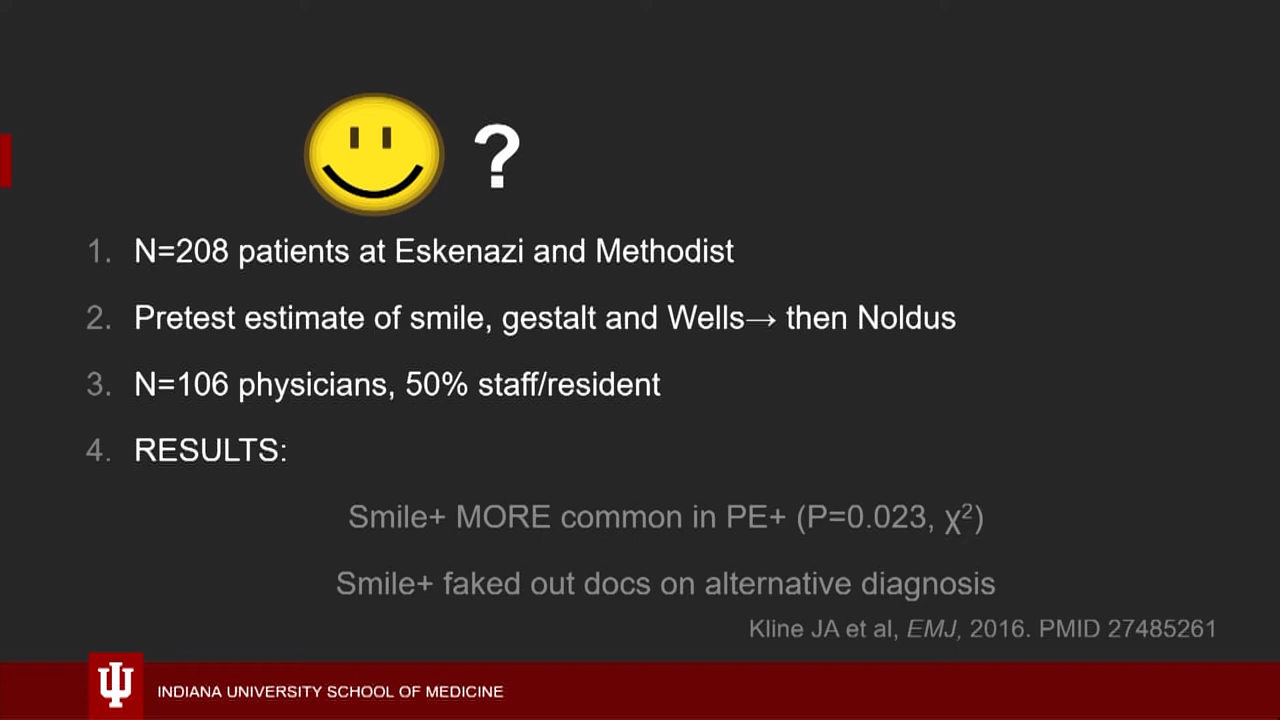 ?
1. N=208 patients at Eskenazi and Methodist
2. Pretest estimate of smile, gestalt and Wells→ then Noldus
3. N=106 physicians, 50% staff/resident
4. RESULTS:
Smile+ MORE common in PE+ (P=0.023, χ²)
Smile+ faked out docs on alternative diagnosis
Kline JA et al, EMJ, 2016. PMID 27485261
INDIANA UNIVERSITY SCHOOL OF MEDICINE